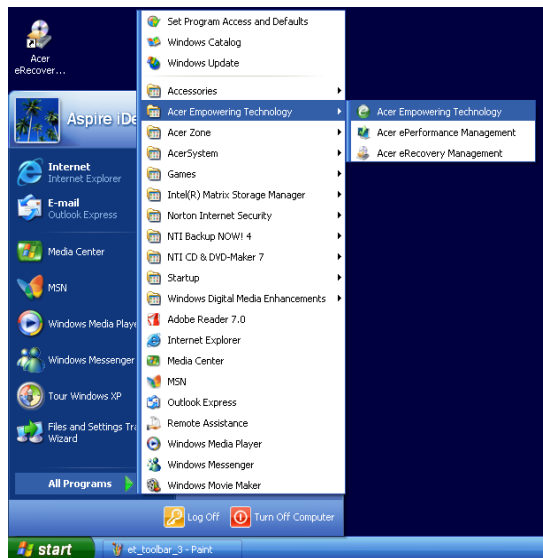 Acer
eRecover...
Aspire iDe
Internet
Internet Explorer
E-mail
Outlook Express
Media Center
MSN
Windows Media Playe
Windows Messenger
Tour Windows XP
Files and Settings Tra
Wizard
All Programs
Set Program Access and Defaults
Windows Catalog
Windows Update
Accessories
Acer Empowering Technology
Acer Zone
AcerSystem
Games
Intel(R) Matrix Storage Manager
Norton Internet Security
NTI Backup NOW! 4
NTI CD & DVD-Maker 7
Startup
Windows Digital Media Enhancements
Adobe Reader 7.0
Internet Explorer
Media Center
MSN
Outlook Express
Remote Assistance
Windows Media Player
Windows Messenger
Windows Movie Maker
Acer Empowering Technology
Acer ePerformance Management
Acer eRecovery Management
Log Off
Turn Off Computer
start
et_toolbar_3 - Paint